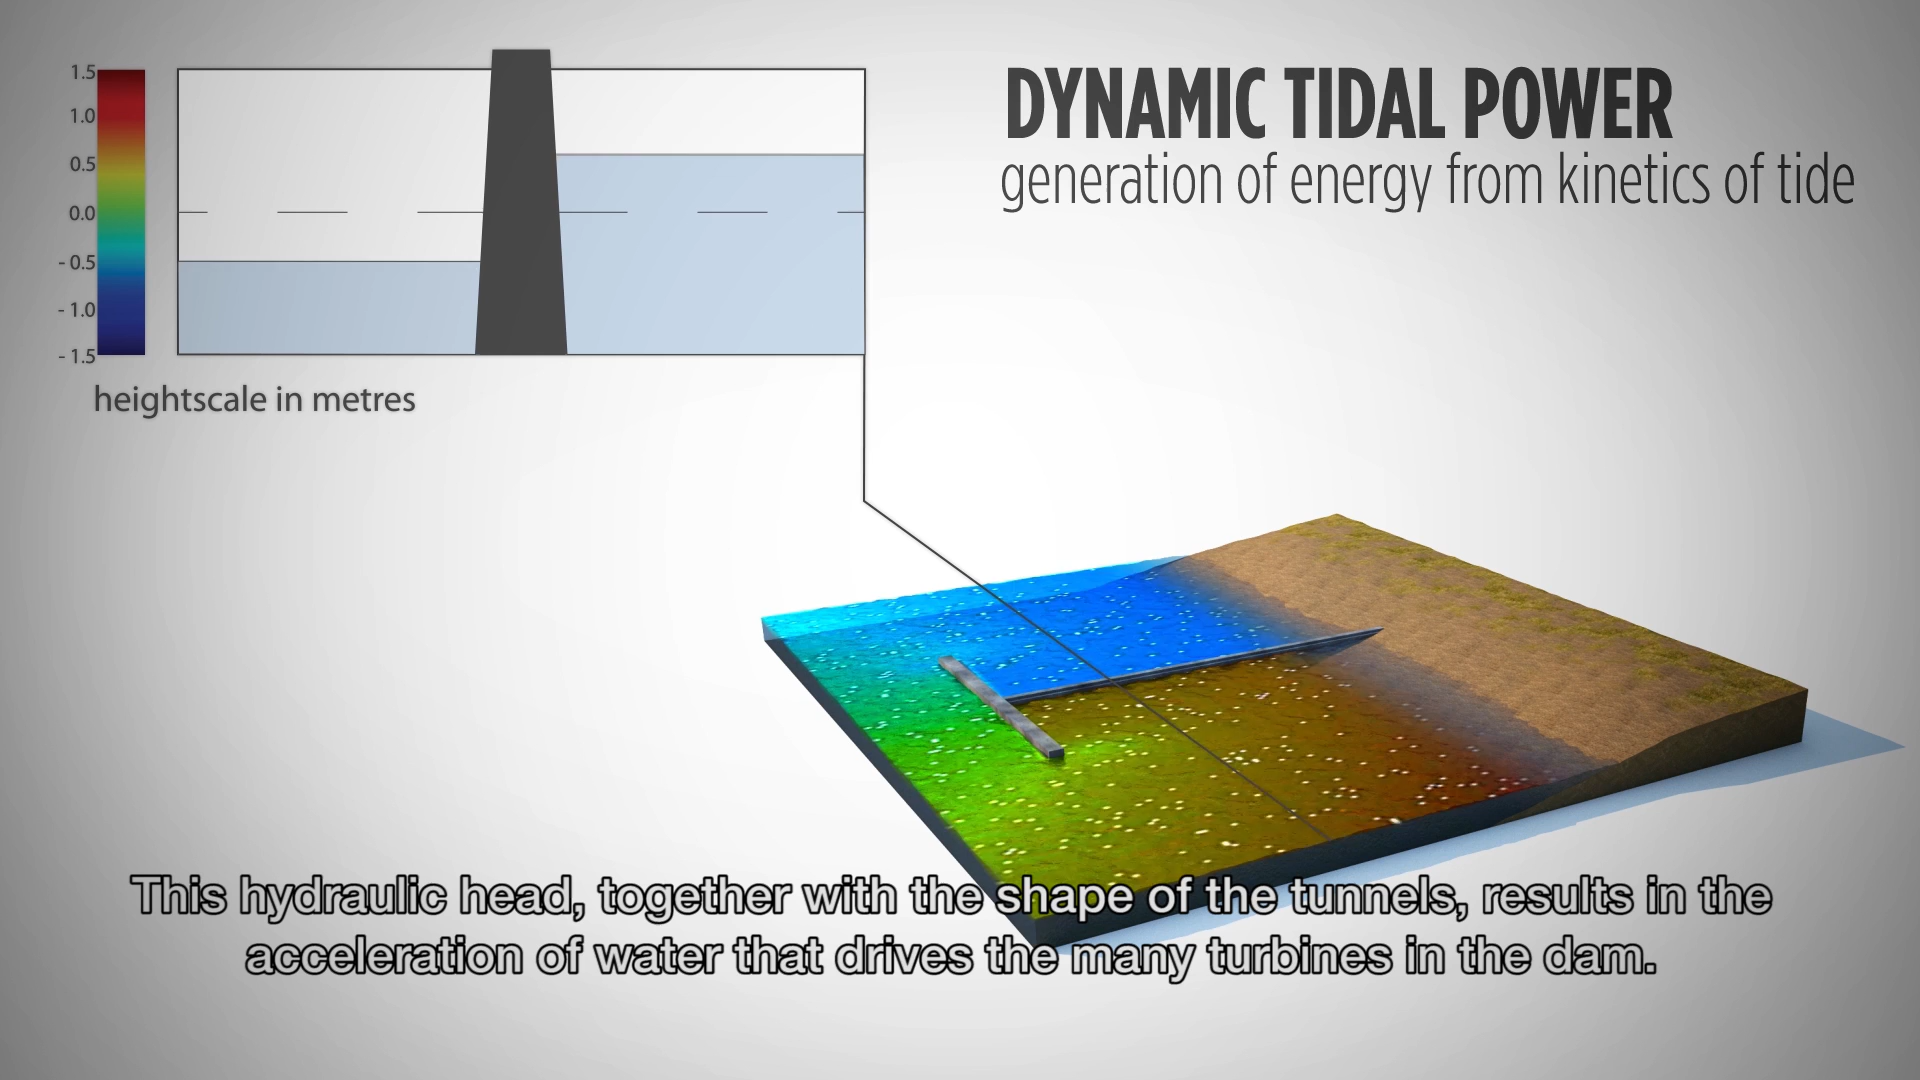 DYNAMIC TIDAL POWER
generation of energy from kinetics of tide
1.5
1.0
0.5
0.0
- 0.5
- 1.0
- 1.5
heightscale in metres
This hydraulic head, together with the shape of the tunnels, results in the
acceleration of water that drives the many turbines in the dam.